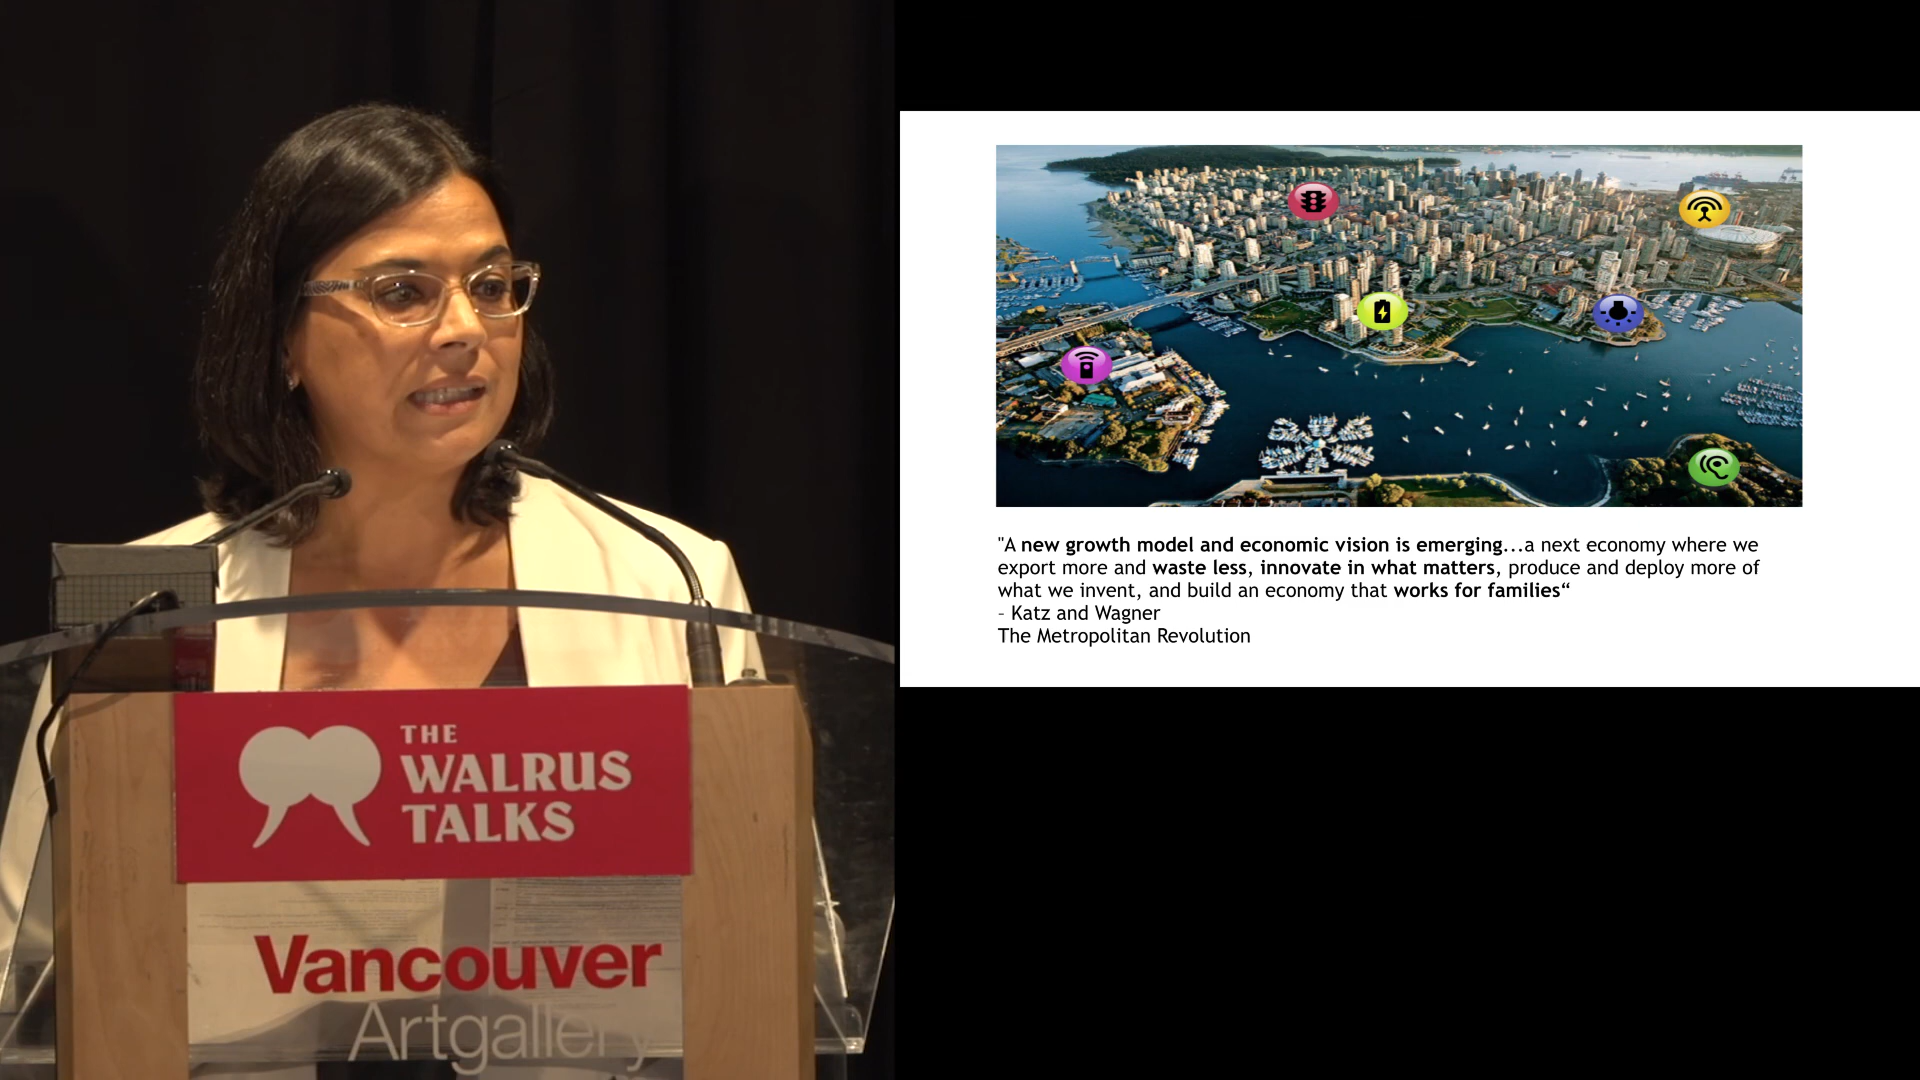 THE
WALRUS
TALKS
Vancouver
Artgallery
"A new growth model and economic vision is emerging...a next economy where we
export more and waste less, innovate in what matters, produce and deploy more of
what we invent, and build an economy that works for families“
– Katz and Wagner
The Metropolitan Revolution